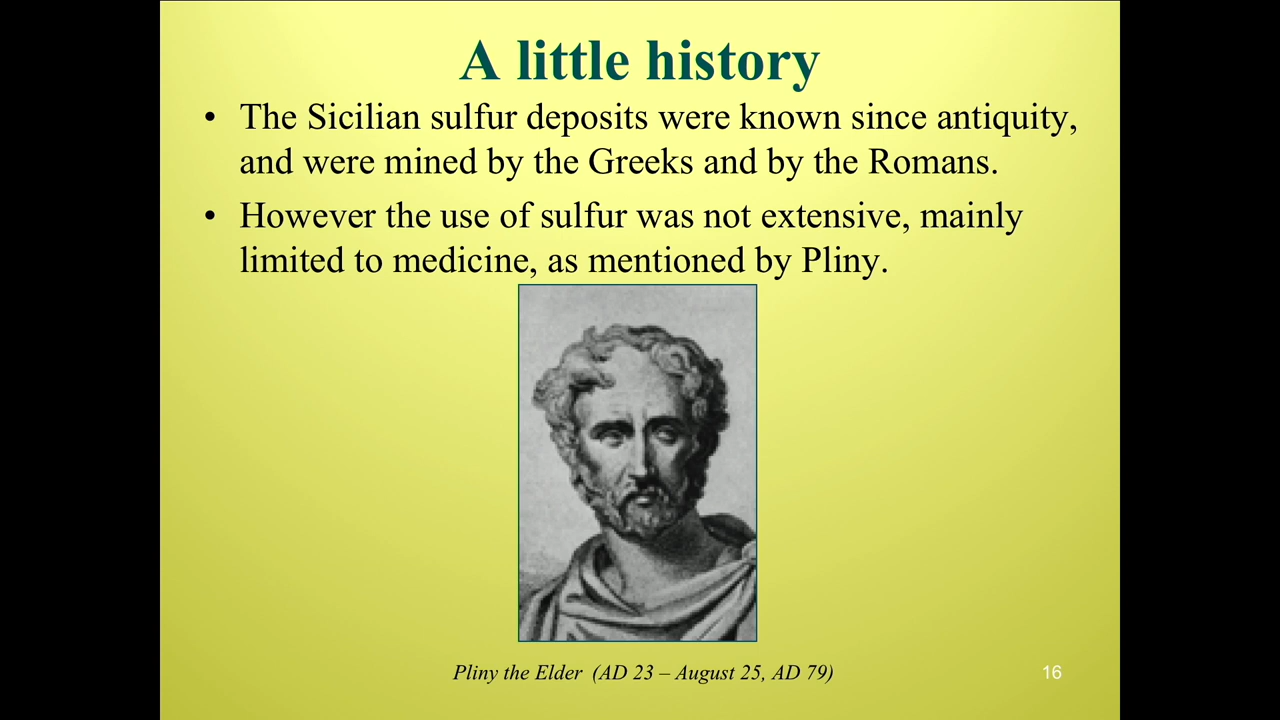 A little history
• The Sicilian sulfur deposits were known since antiquity,
and were mined by the Greeks and by the Romans.
• However the use of sulfur was not extensive, mainly
limited to medicine, as mentioned by Pliny.
Pliny the Elder (AD 23 – August 25, AD 79)
16